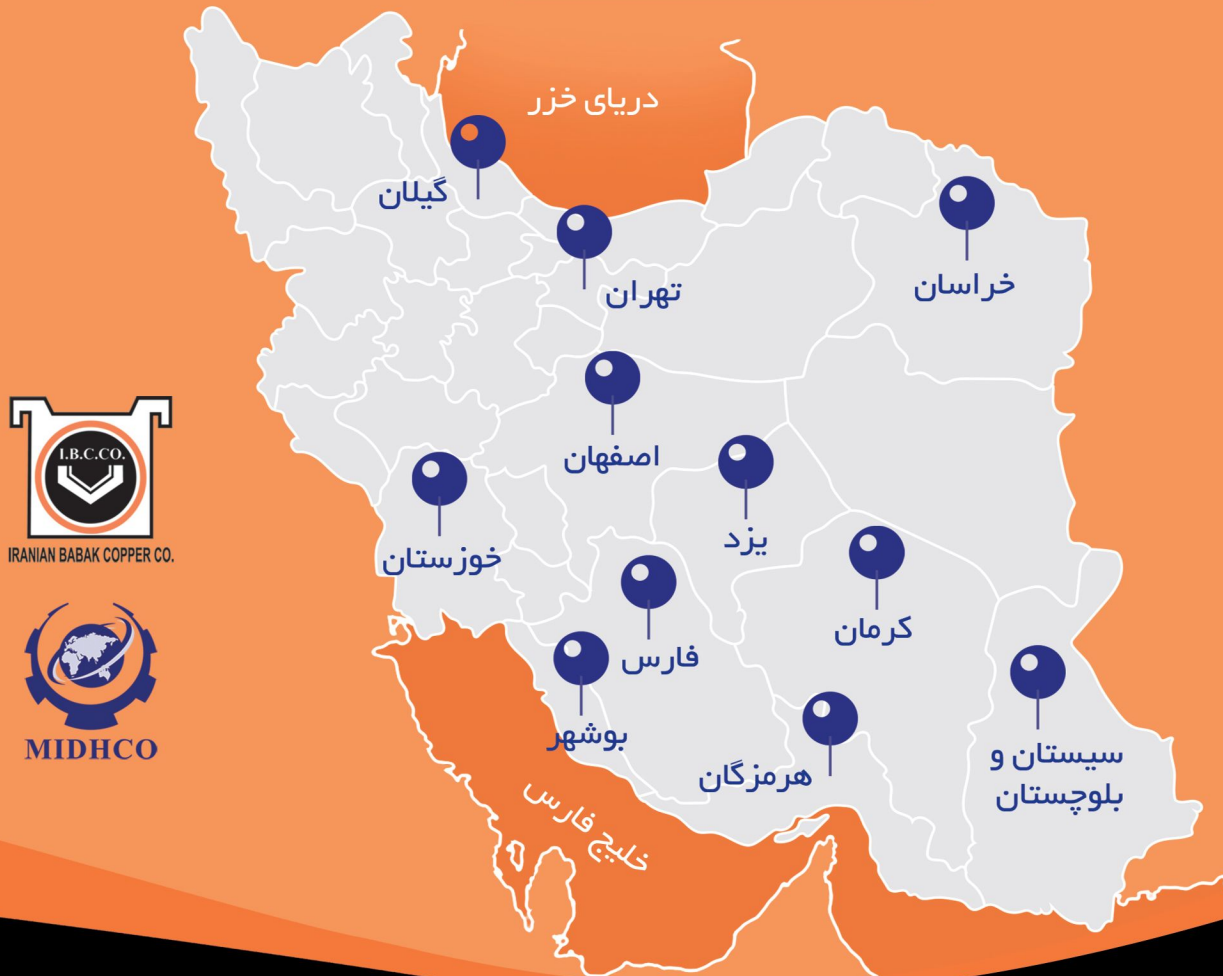 دریای خزر
گیلان
تهران
خراسان
اصفهان
یزد
خوزستان
کرمان
فارس
بوشهر
هرمزگان
سیستان و
بلوچستان
خلیج فارس
I.B.C.CO.
IRANIAN BABAK COPPER CO.
MIDHCO